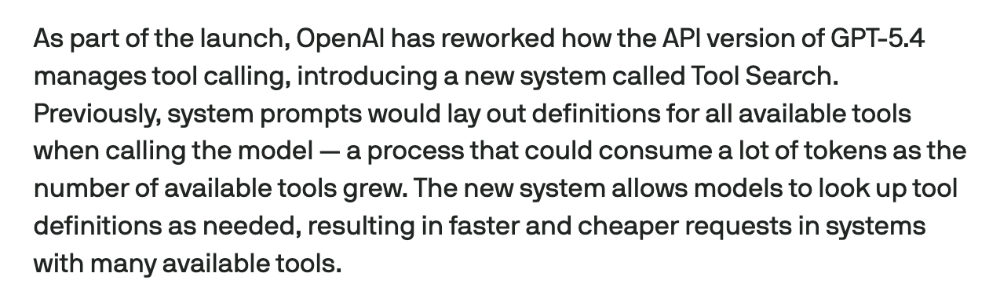 As part of the launch, OpenAI has reworked how the API version of GPT-5.4
manages tool calling, introducing a new system called Tool Search.
Previously, system prompts would lay out definitions for all available tools
when calling the model — a process that could consume a lot of tokens as the
number of available tools grew. The new system allows models to look up tool
definitions as needed, resulting in faster and cheaper requests in systems
with many available tools.